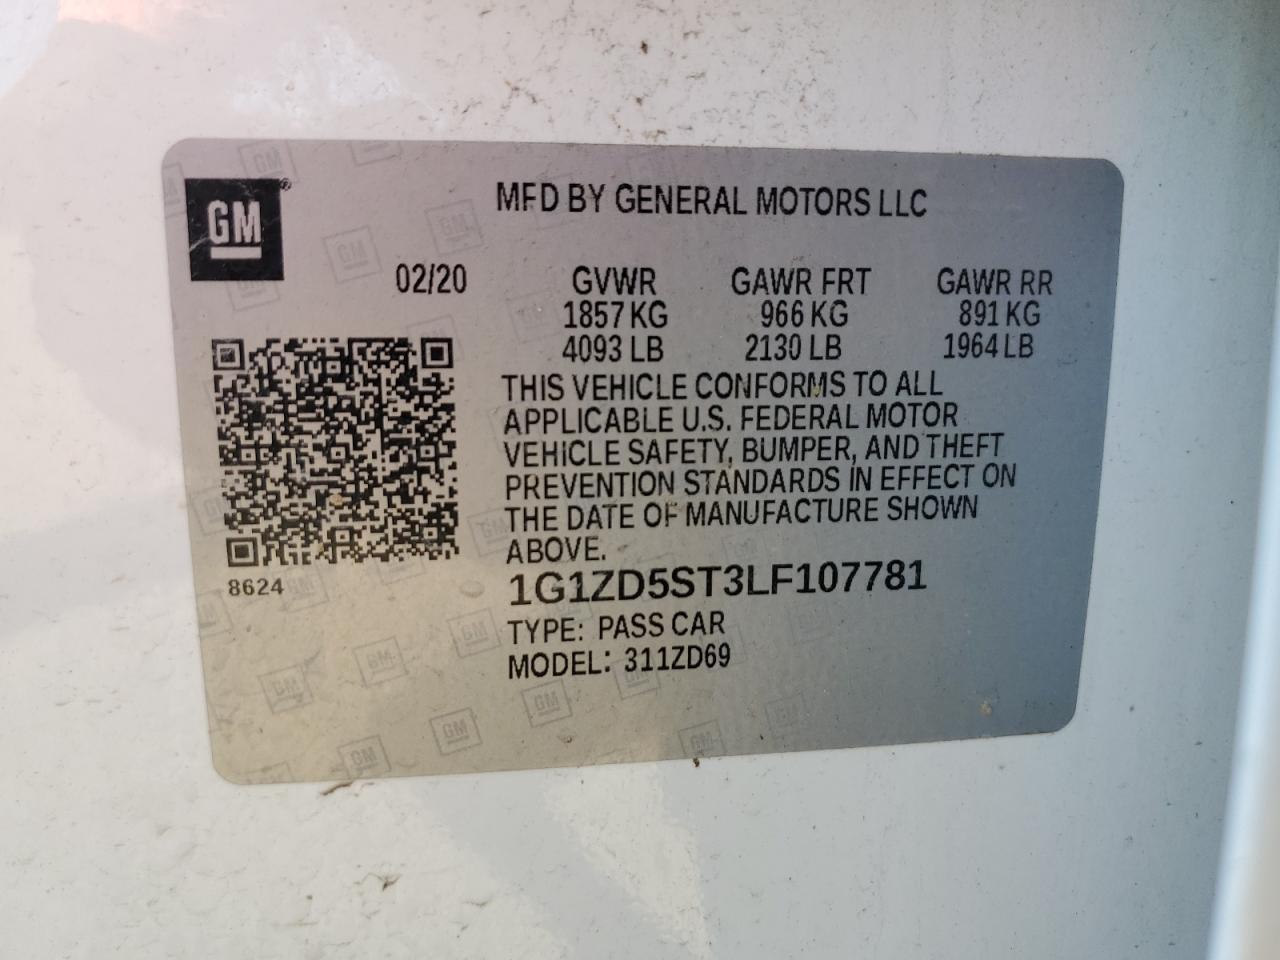 GM
MFD BY GENERAL MOTORS LLC
02/20 GVWR GAWR FRT GAWR RR
1857 KG 966 KG 891 KG
4093 LB 2130 LB 1964 LB
THIS VEHICLE CONFORMS TO ALL
APPLICABLE U.S. FEDERAL MOTOR
VEHICLE SAFETY, BUMPER, AND THEFT
PREVENTION STANDARDS IN EFFECT ON
THE DATE OF MANUFACTURE SHOWN
ABOVE.
8624
1G1ZD5ST3LF107781
TYPE: PASS CAR
MODEL: 311ZD69